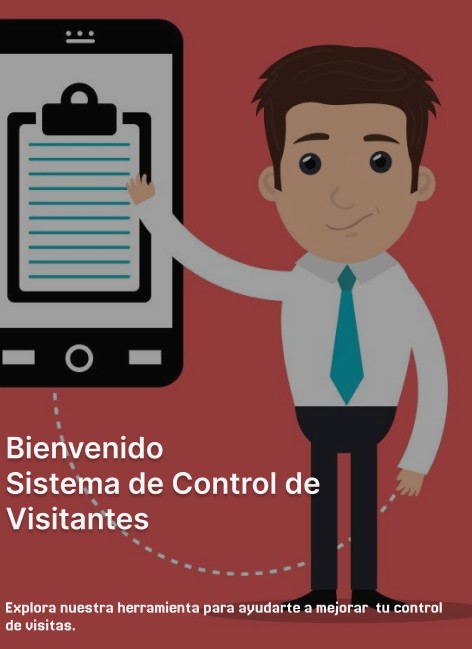 Bienvenido
Sistema de Control de
Visitantes
Explora nuestra herramienta para ayudarte a mejorar tu control
de visitas.